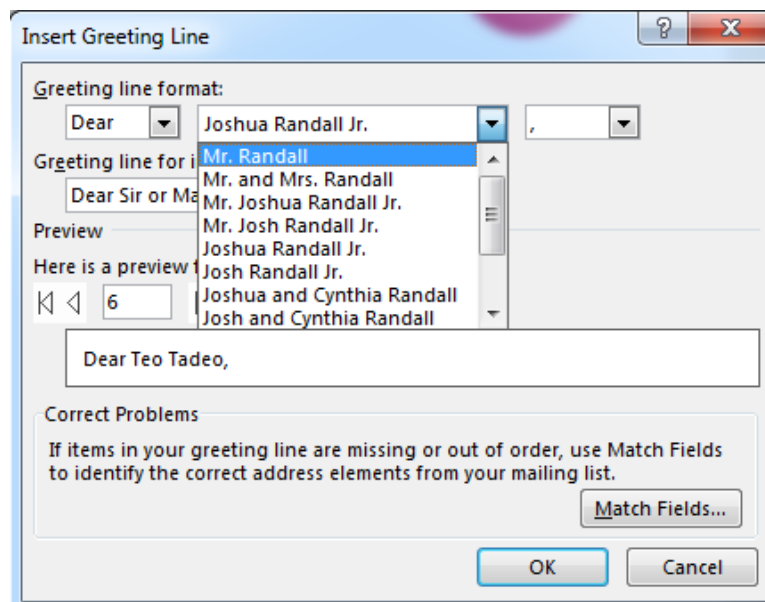 Insert Greeting Line
Greeting line format:
Dear Joshua Randall Jr. ,
Mr. Randall
Greeting line for i
Mr. and Mrs. Randall
Dear Sir or Ma
Mr. Joshua Randall Jr.
Mr. Josh Randall Jr.
Preview
Joshua Randall Jr.
Here is a preview
Josh Randall Jr.
Joshua and Cynthia Randall
6
Josh and Cynthia Randall
Dear Teo Tadeo,
Correct Problems
If items in your greeting line are missing or out of order, use Match Fields
to identify the correct address elements from your mailing list.
Match Fields...
OK Cancel